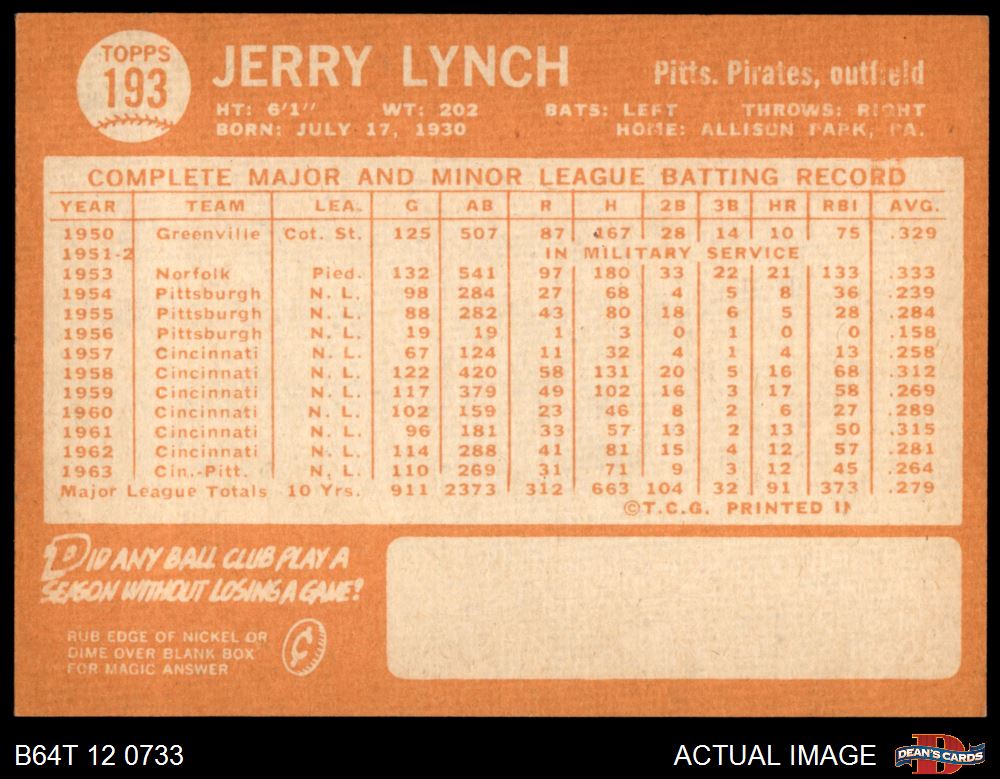 TOPPS
193
JERRY LYNCH
Pitts. Pirates, outfield
HT: 6'1" WT: 202 BATS: LEFT THROWS: RIGHT
BORN: JULY 17, 1930 HOME: ALLISON PARK, PA.
COMPLETE MAJOR AND MINOR LEAGUE BATTING RECORD
YEAR TEAM LEA. G AB R H 2B 3B HR RBI AVG.
1950 Greenville Cot. St. 125 507 87 167 28 14 10 75 .329
1951-2 IN MILITARY SERVICE
1953 Norfolk Pied. 132 541 97 180 33 22 21 133 .333
1954 Pittsburgh N. L. 98 284 27 68 4 5 8 36 .239
1955 Pittsburgh N. L. 88 282 43 80 18 6 5 28 .284
1956 Pittsburgh N. L. 19 19 1 3 0 1 0 0 .158
1957 Cincinnati N. L. 67 124 11 32 4 1 4 13 .258
1958 Cincinnati N. L. 122 420 58 131 20 5 16 68 .312
1959 Cincinnati N. L. 117 379 49 102 16 3 17 58 .269
1960 Cincinnati N. L. 102 159 23 46 8 2 6 27 .289
1961 Cincinnati N. L. 96 181 33 57 13 2 13 50 .315
1962 Cincinnati N. L. 114 288 41 81 15 4 12 57 .281
1963 Cin.-Pitt. N. L. 110 269 31 71 9 3 12 45 .264
Major League Totals 10 Yrs. 911 2373 312 663 104 32 91 373 .279
©T.C.G. PRINTED IN
DID ANY BALL CLUB PLAY A
SEASON WITHOUT LOSING A GAME?
RUB EDGE OF NICKEL OR
DIME OVER BLANK BOX
FOR MAGIC ANSWER
¢
B64T 12 0733 ACTUAL IMAGE DEAN'S CARDS